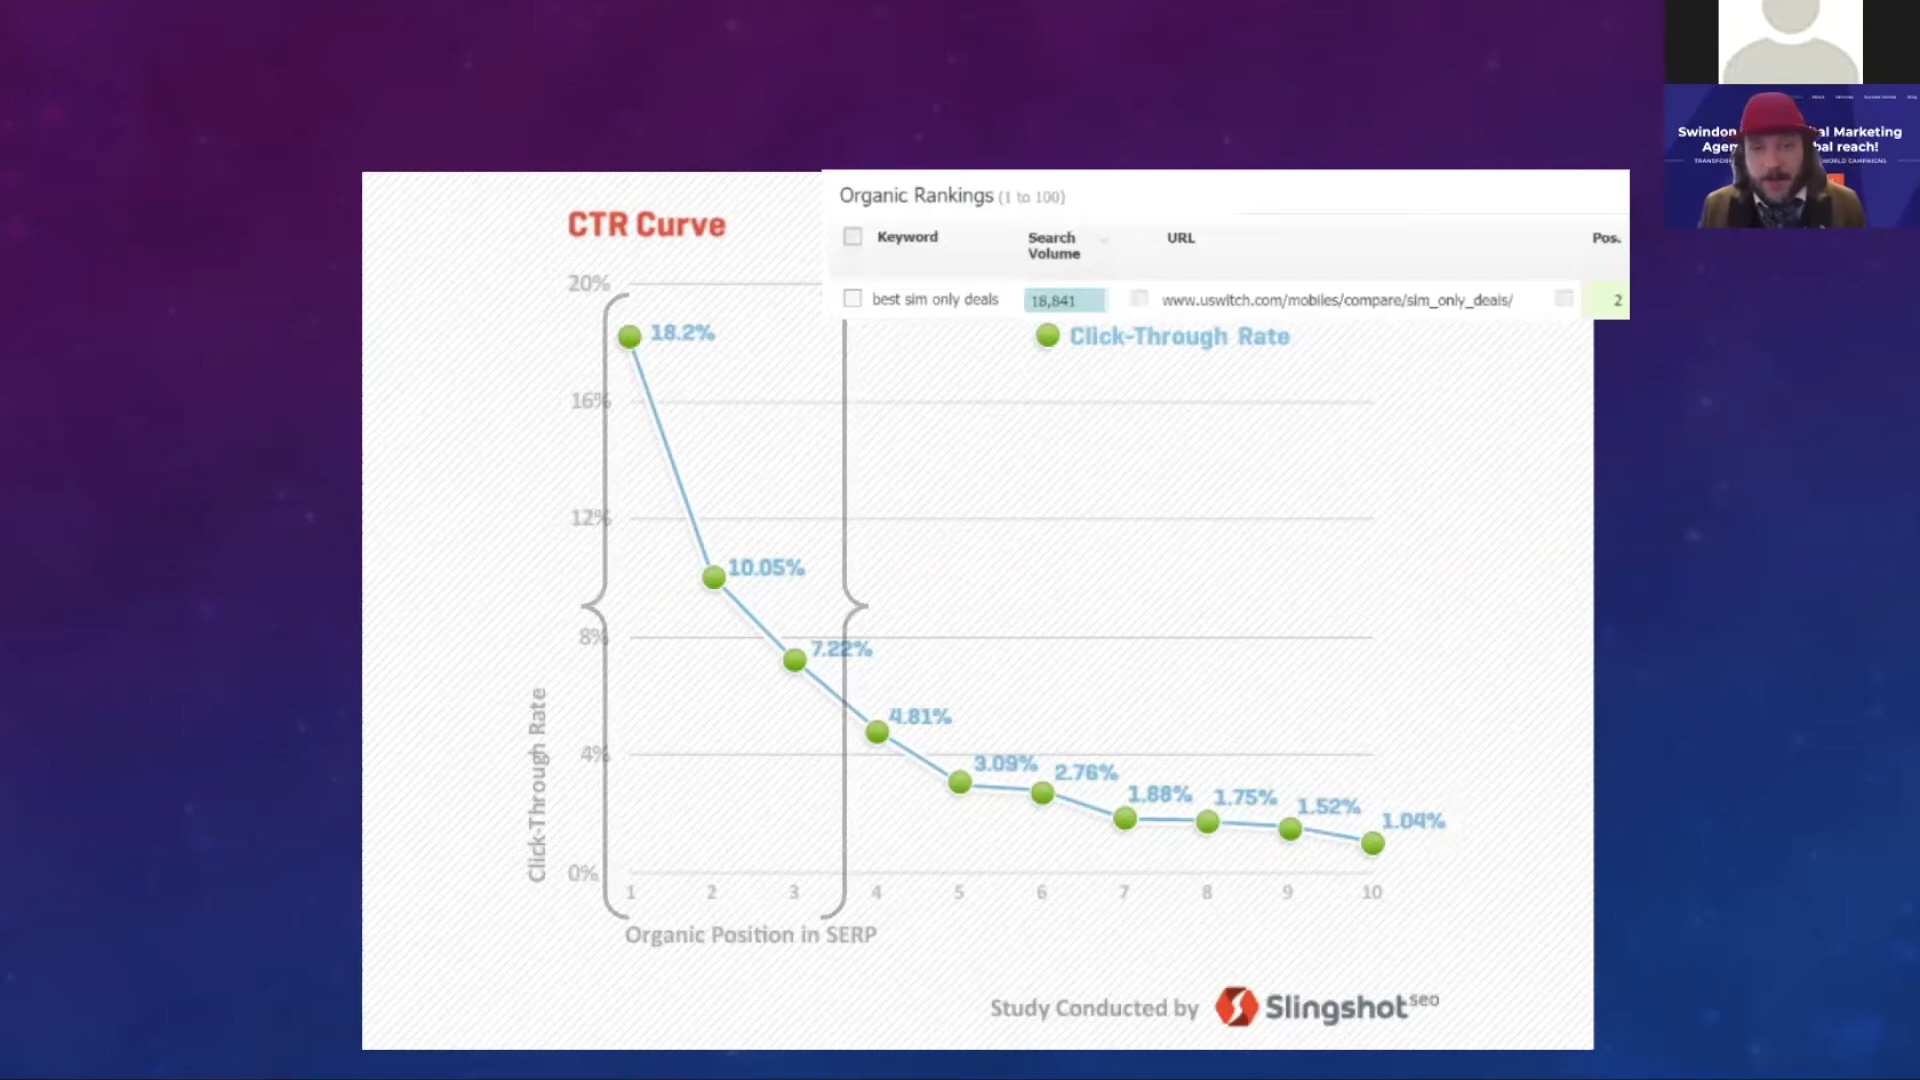 Organic Rankings (1 to 100)
Keyword
Search Volume
URL
Pos.
best sim only deals
18,841
www.uswitch.com/mobiles/compare/sim_only_deals/
2
CTR Curve
Click-Through Rate
20%
16%
12%
8%
4%
0%
18.2%
10.05%
7.22%
4.81%
3.09%
2.76%
1.88%
1.75%
1.52%
1.04%
1 2 3 4 5 6 7 8 9 10
Click-Through Rate
Organic Position in SERP
Study Conducted by Slingshot SEO
Swindon al Marketing
Agen bal reach!
WORLD CAMPAIGNS